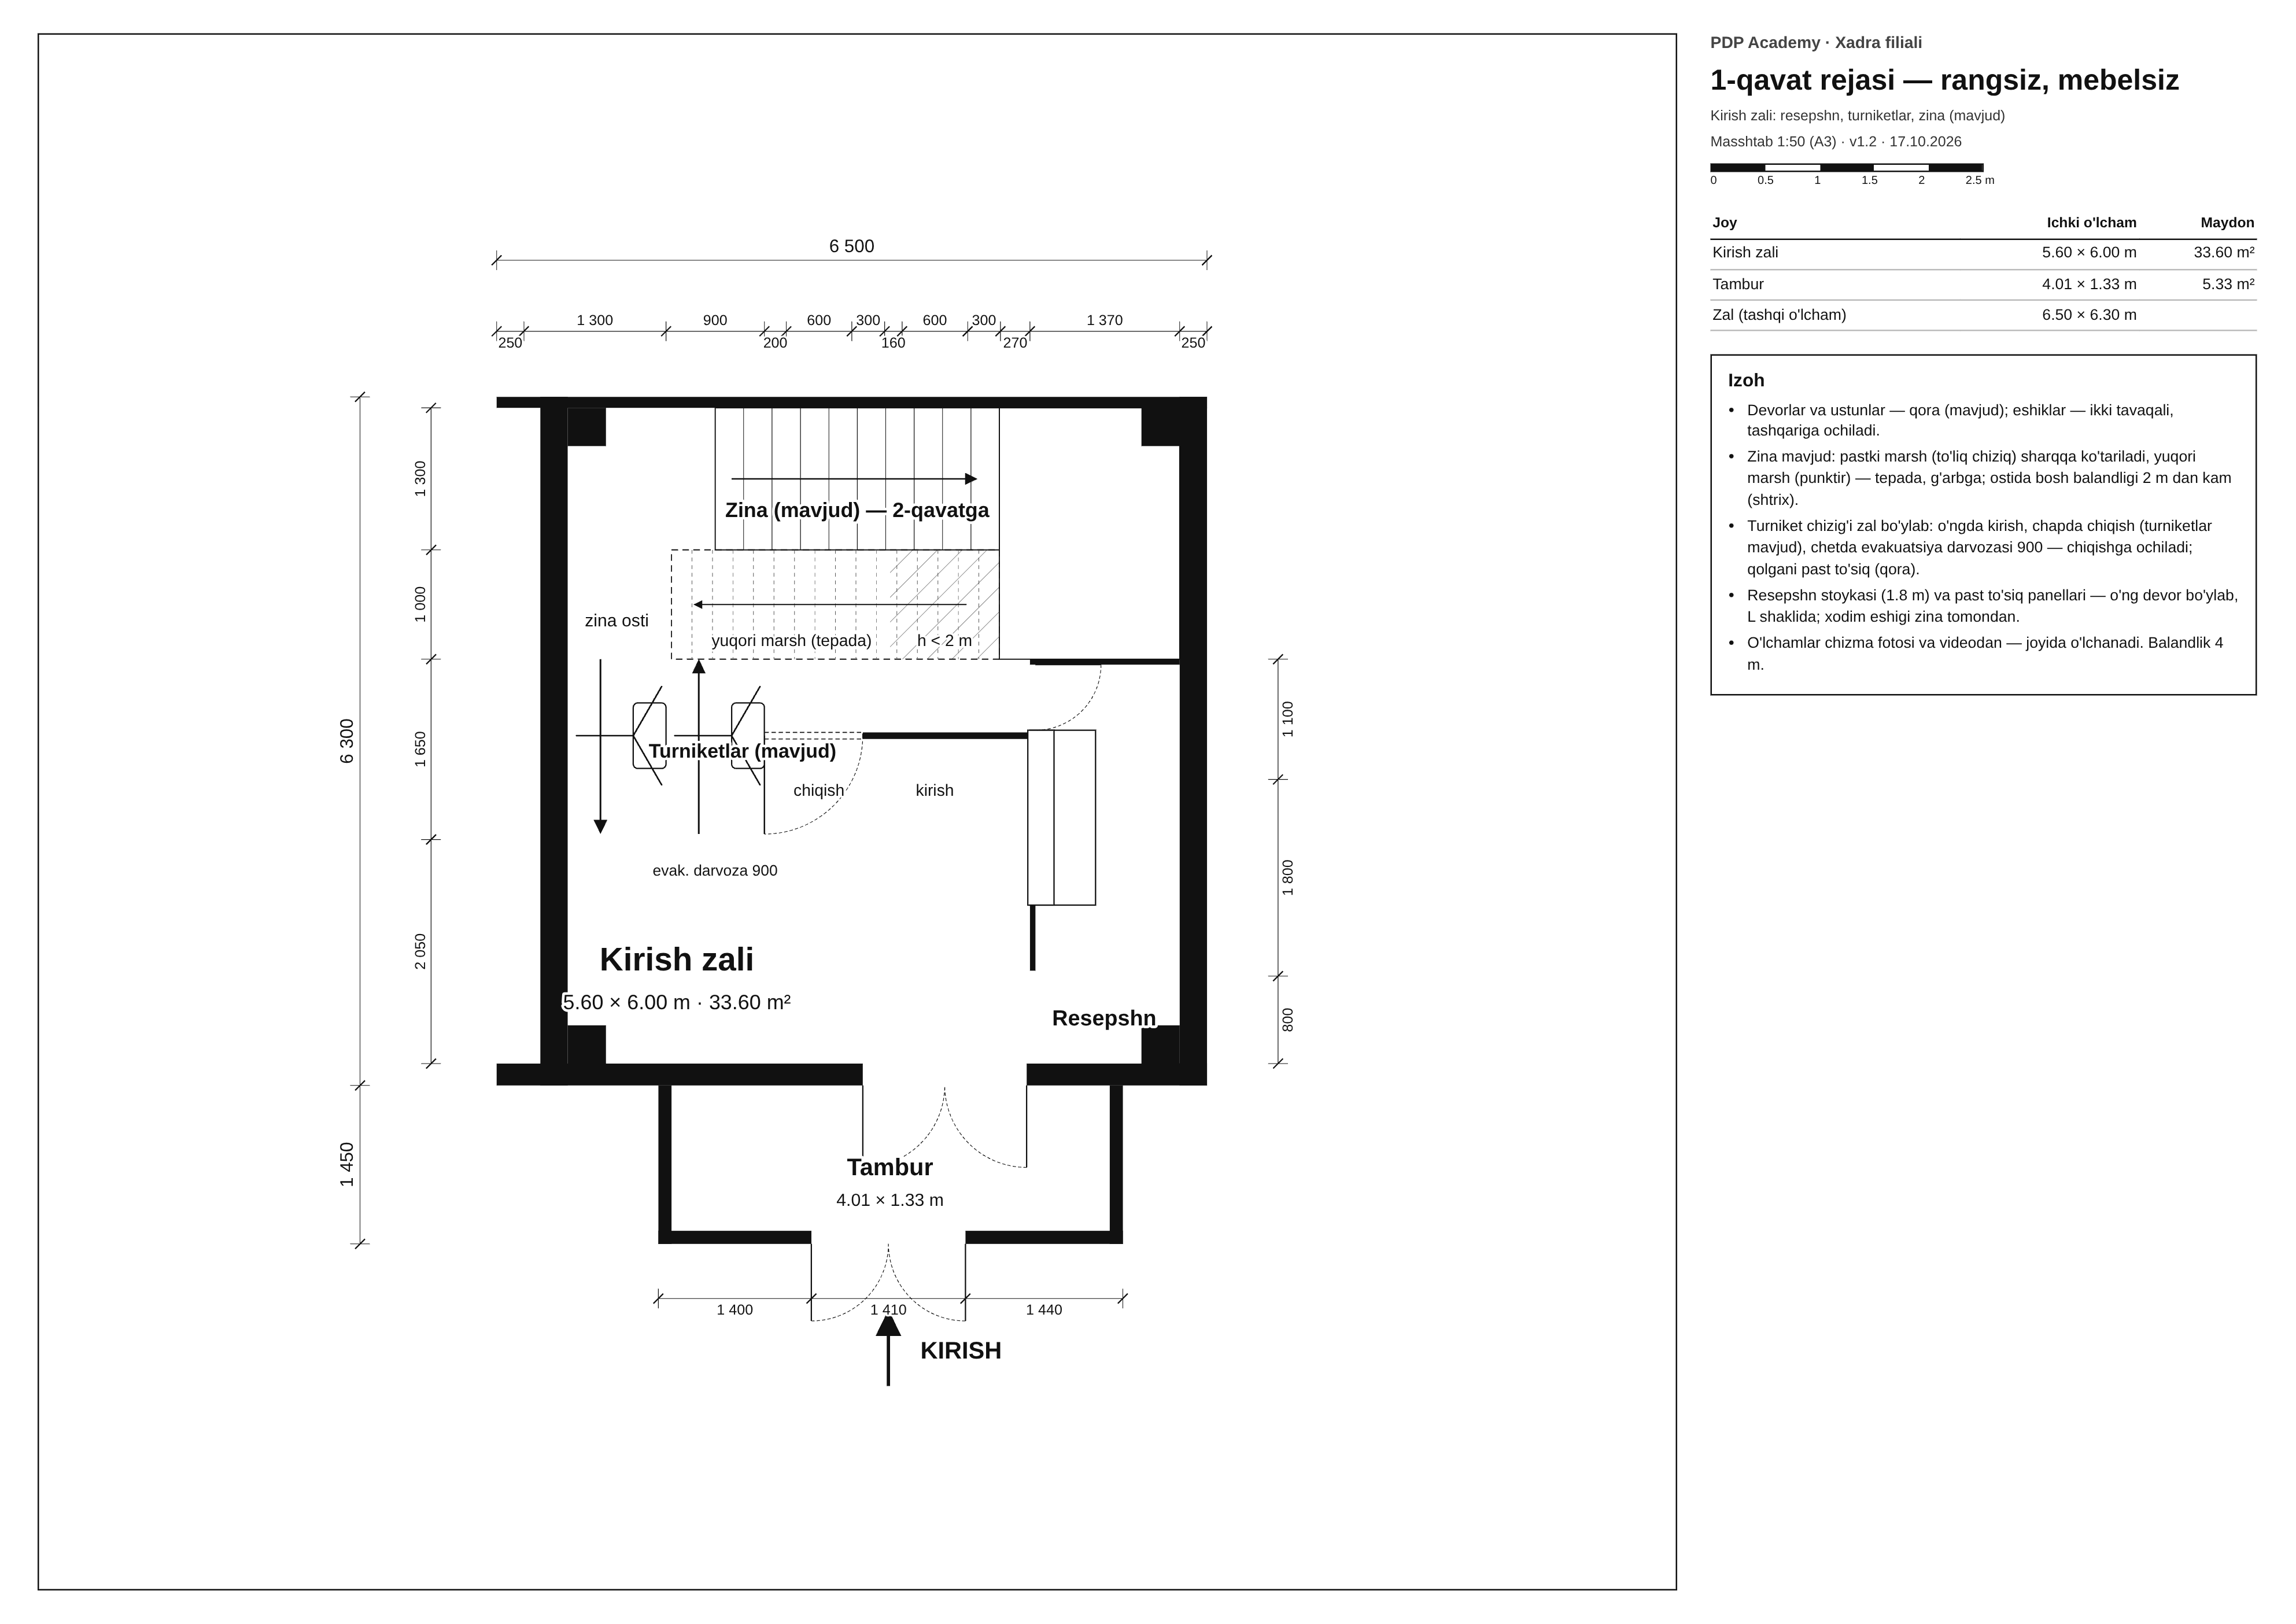 PDP Academy · Xadra filiali
1-qavat rejasi — rangsiz, mebelsiz
Kirish zali: resepshn, turniketlar, zina (mavjud)
Masshtab 1:50 (A3) · v1.2 · 17.10.2026
0 0.5 1 1.5 2 2.5 m
Joy Ichki o'lcham Maydon
Kirish zali 5.60 × 6.00 m 33.60 m²
Tambur 4.01 × 1.33 m 5.33 m²
Zal (tashqi o'lcham) 6.50 × 6.30 m
Izoh
• Devorlar va ustunlar — qora (mavjud); eshiklar — ikki tavaqali,
tashqariga ochiladi.
• Zina mavjud: pastki marsh (to'liq chiziq) sharqqa ko'tariladi, yuqori
marsh (punktir) — tepada, g'arbga; ostida bosh balandligi 2 m dan kam
(shtrix).
• Turniket chizig'i zal bo'ylab: o'ngda kirish, chapda chiqish (turniketlar
mavjud), chetda evakuatsiya darvozasi 900 — chiqishga ochiladi;
qolgani past to'siq (qora).
• Resepshn stoykasi (1.8 m) va past to'siq panellari — o'ng devor bo'ylab,
L shaklida; xodim eshigi zina tomondan.
• O'lchamlar chizma fotosi va videodan — joyida o'lchanadi. Balandlik 4
m.
6 500
1 300 900 600 300 600 300 1 370
250 200 160 270 250
6 300
1 450
1 300
1 000
1 650
2 050
1 100
1 800
800
Zina (mavjud) — 2-qavatga
zina osti
yuqori marsh (tepada)
h < 2 m
Turniketlar (mavjud)
chiqish
kirish
evak. darvoza 900
Kirish zali
5.60 × 6.00 m · 33.60 m²
Resepshn
Tambur
4.01 × 1.33 m
1 400 1 410 1 440
KIRISH